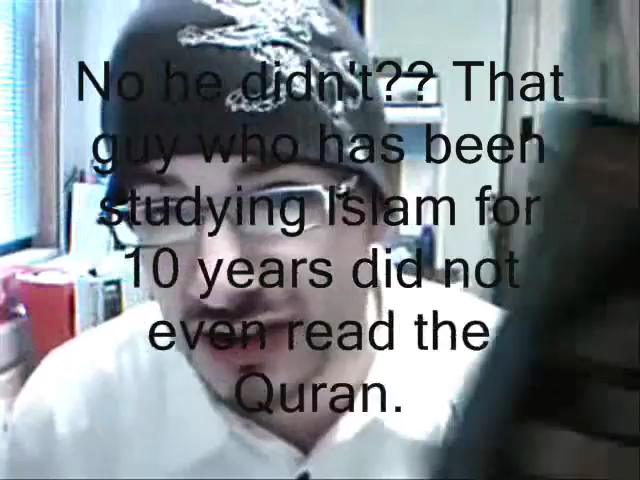 No he didn't?? That
guy who has been
studying Islam for
10 years did not
even read the
Quran.